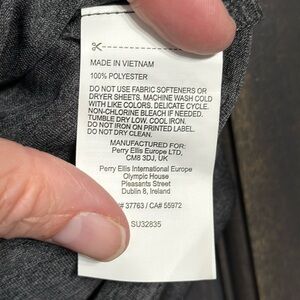 MADE IN VIETNAM
100% POLYESTER
DO NOT USE FABRIC SOFTENERS OR
DRYER SHEETS. MACHINE WASH COLD
WITH LIKE COLORS. DELICATE CYCLE.
NON-CHLORINE BLEACH IF NEEDED.
TUMBLE DRY LOW. COOL IRON.
DO NOT IRON ON PRINTED LABEL.
DO NOT DRY CLEAN.
MANUFACTURED FOR:
Perry Ellis Europe LTD,
CM8 3DJ, UK
Perry Ellis International Europe
Olympic House
Pleasants Street
Dublin 8, Ireland
# 37763 / CA# 55972
SU32835